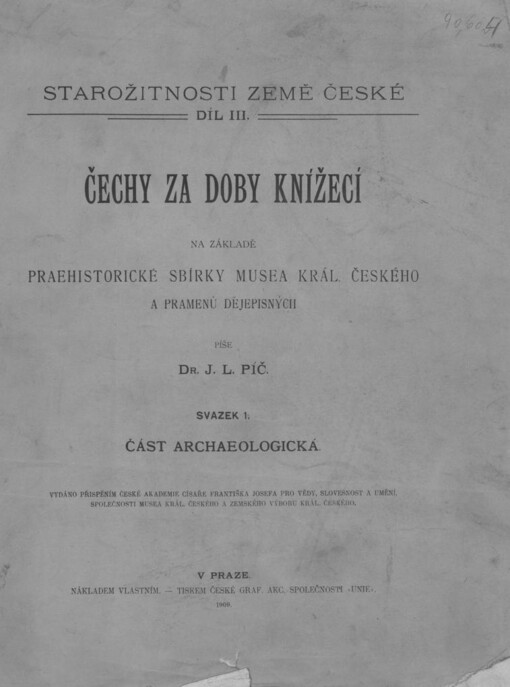 STAROŽITNOSTI ZEMĚ ČESKÉ
DÍL III.
ČECHY ZA DOBY KNÍŽECÍ
NA ZÁKLADĚ
PRAEHISTORICKÉ SBÍRKY MUSEA KRÁL. ČESKÉHO
A PRAMENŮ DĚJEPISNÝCH
PÍŠE
DR. J. L. PÍČ.
SVAZEK 1.
ČÁST ARCHAEOLOGICKÁ.
VYDÁNO PŘISPĚNÍM ČESKÉ AKADEMIE CÍSAŘE FRANTIŠKA JOSEFA PRO VĚDY, SLOVESNOST A UMĚNÍ,
SPOLEČNOSTI MUSEA KRÁL. ČESKÉHO A ZEMSKÉHO VÝBORU KRÁL. ČESKÉHO.
V PRAZE.
NÁKLADEM VLASTNÍM. — TISKEM ČESKÉ GRAF. AKC. SPOLEČNOSTI »UNIE«.